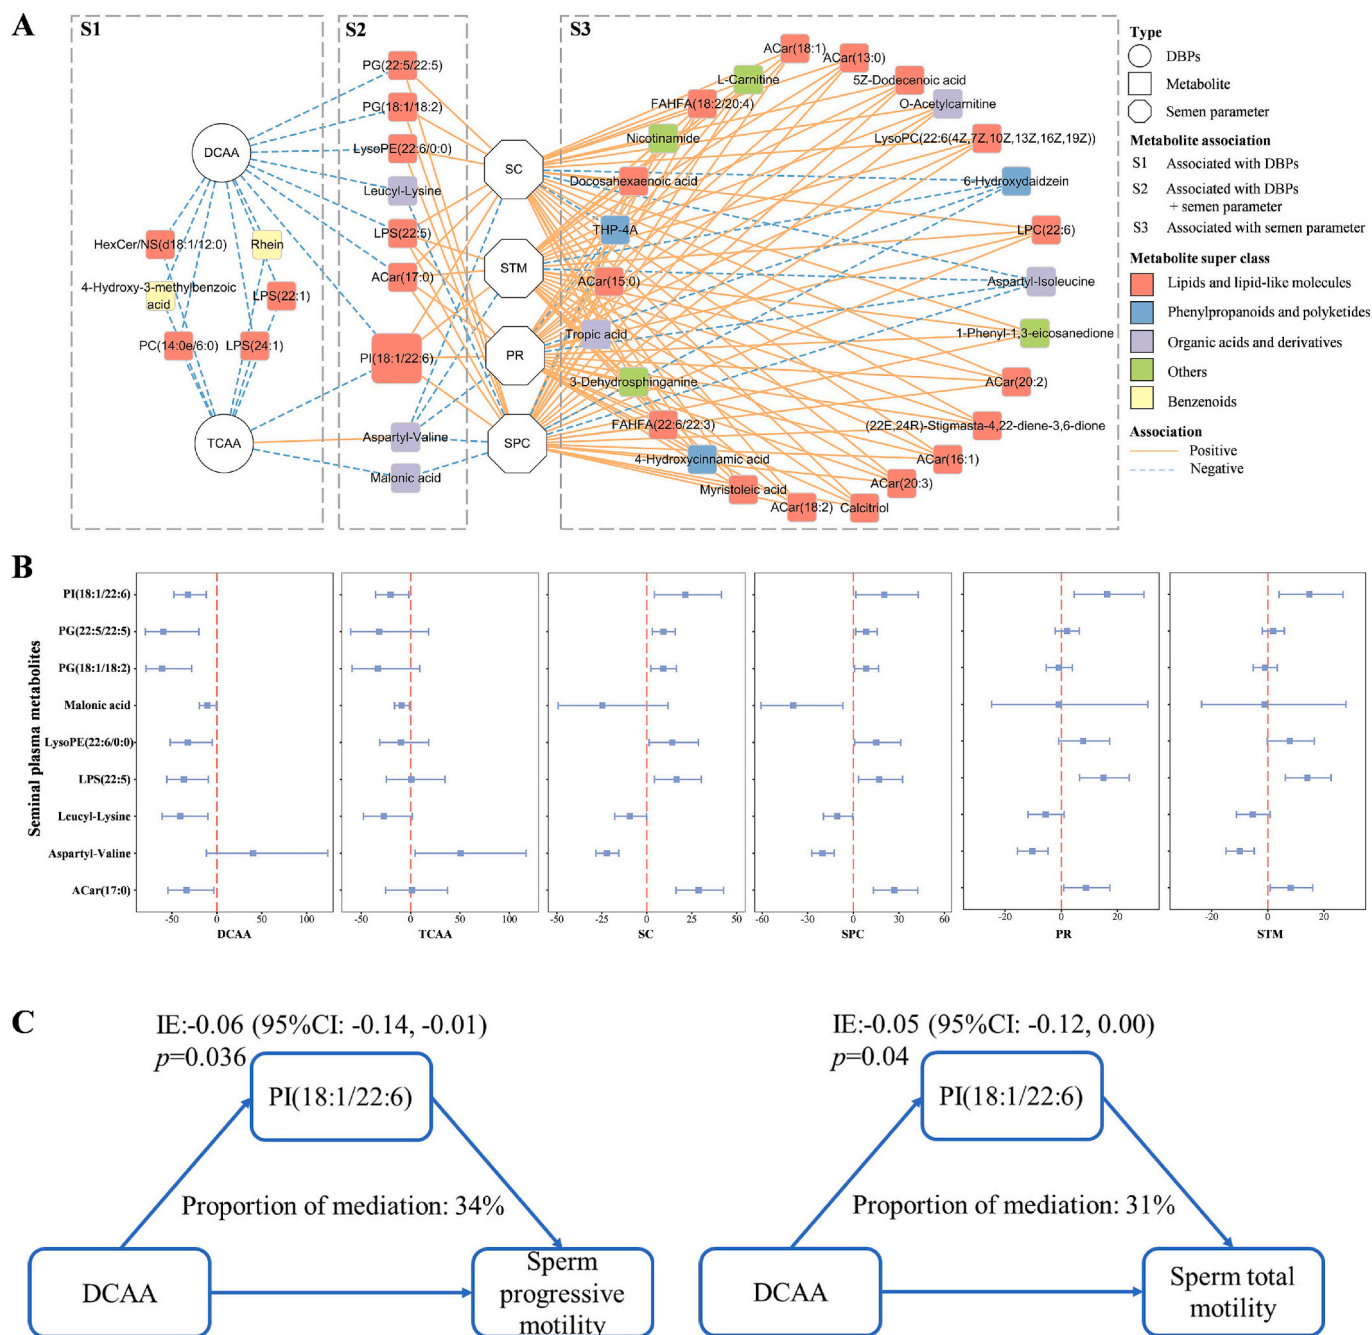 A
S1
S2
S3
PG(22:5/22:5)
PG(18:1/18:2)
LysoPE(22:6/0:0)
Leucyl-Lysine
LPS(22:5)
ACar(17:0)
PI(18:1/22:6)
Aspartyl-Valine
Malonic acid
DCAA
HexCer/NS(d18:1/12:0)
Rhein
4-Hydroxy-3-methylbenzoic
acid
LPS(22:1)
PC(14:0e/6:0)
LPS(24:1)
TCAA
SC
STM
PR
SPC
ACar(18:1)
ACar(13:0)
L-Carnitine
5Z-Dodecenoic acid
FAHFA(18:2/20:4)
O-Acetylcarnitine
Nicotinamide
LysoPC(22:6(4Z,7Z,10Z,13Z,16Z,19Z))
Docosahexaenoic acid
6-Hydroxydaidzein
THP-4A
LPC(22:6)
ACar(15:0)
Aspartyl-Isoleucine
Tropic acid
1-Phenyl-1,3-eicosanedione
3-Dehydrosphinganine
ACar(20:2)
FAHFA(22:6/22:3)
(22E,24R)-Stigmasta-4,22-diene-3,6-dione
4-Hydroxycinnamic acid
ACar(16:1)
Myristoleic acid
ACar(20:3)
ACar(18:2)
Calcitriol
Type
DBPs
Metabolite
Semen parameter
Metabolite association
S1 Associated with DBPs
S2 Associated with DBPs
+ semen parameter
S3 Associated with semen parameter
Metabolite super class
Lipids and lipid-like molecules
Phenylpropanoids and polyketides
Organic acids and derivatives
Others
Benzenoids
Association
Positive
Negative
B
Seminal plasma metabolites
PI(18:1/22:6)
PG(22:5/22:5)
PG(18:1/18:2)
Malonic acid
LysoPE(22:6/0:0)
LPS(22:5)
Leucyl-Lysine
Aspartyl-Valine
ACar(17:0)
-50 0 50 100
DCAA
-50 0 50 100
TCAA
-50 -25 0 25 50
SC
-60 -30 0 30 60
SPC
-20 0 20
PR
-20 0 20
STM
C
IE:-0.06 (95%CI: -0.14, -0.01)
p=0.036
PI(18:1/22:6)
Proportion of mediation: 34%
DCAA
Sperm
progressive
motility
IE:-0.05 (95%CI: -0.12, 0.00)
p=0.04
PI(18:1/22:6)
Proportion of mediation: 31%
DCAA
Sperm total
motility